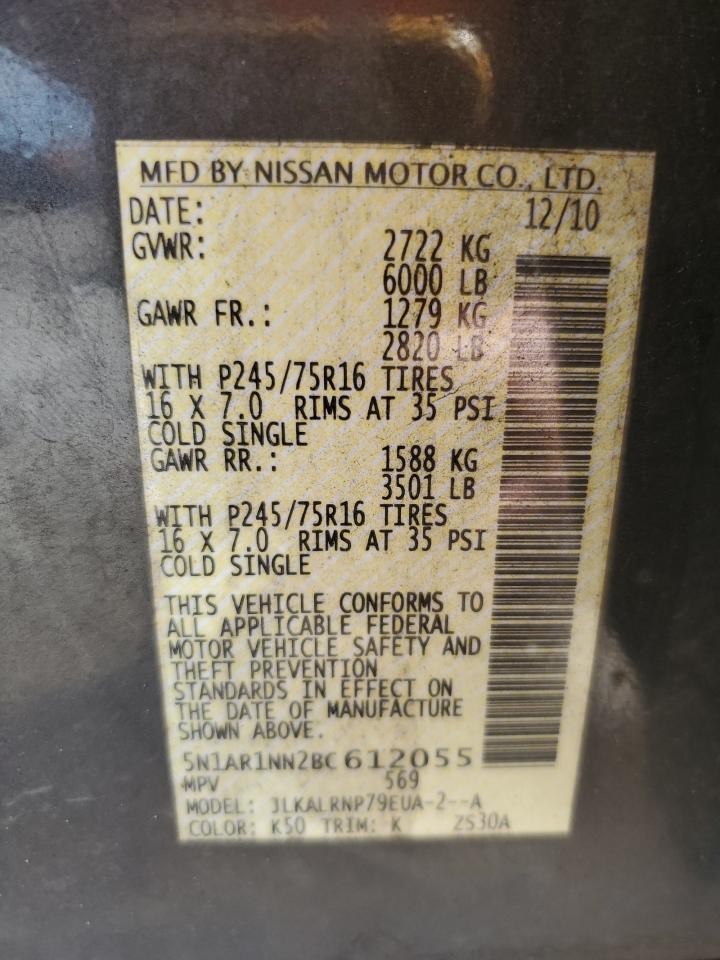 MFD BY NISSAN MOTOR CO., LTD.
DATE: 12/10
GVWR: 2722 KG
6000 LB
GAWR FR.: 1279 KG
2820 LB
WITH P245/75R16 TIRES
16 X 7.0 RIMS AT 35 PSI
COLD SINGLE
GAWR RR.: 1588 KG
3501 LB
WITH P245/75R16 TIRES
16 X 7.0 RIMS AT 35 PSI
COLD SINGLE
THIS VEHICLE CONFORMS TO
ALL APPLICABLE FEDERAL
MOTOR VEHICLE SAFETY AND
THEFT PREVENTION
STANDARDS IN EFFECT ON
THE DATE OF MANUFACTURE
SHOWN ABOVE.
5N1AR1NN2BC612055
MPV 569
MODEL: JLKALRNP79EUA-2--A
COLOR: K50 TRIM: K ZS30A